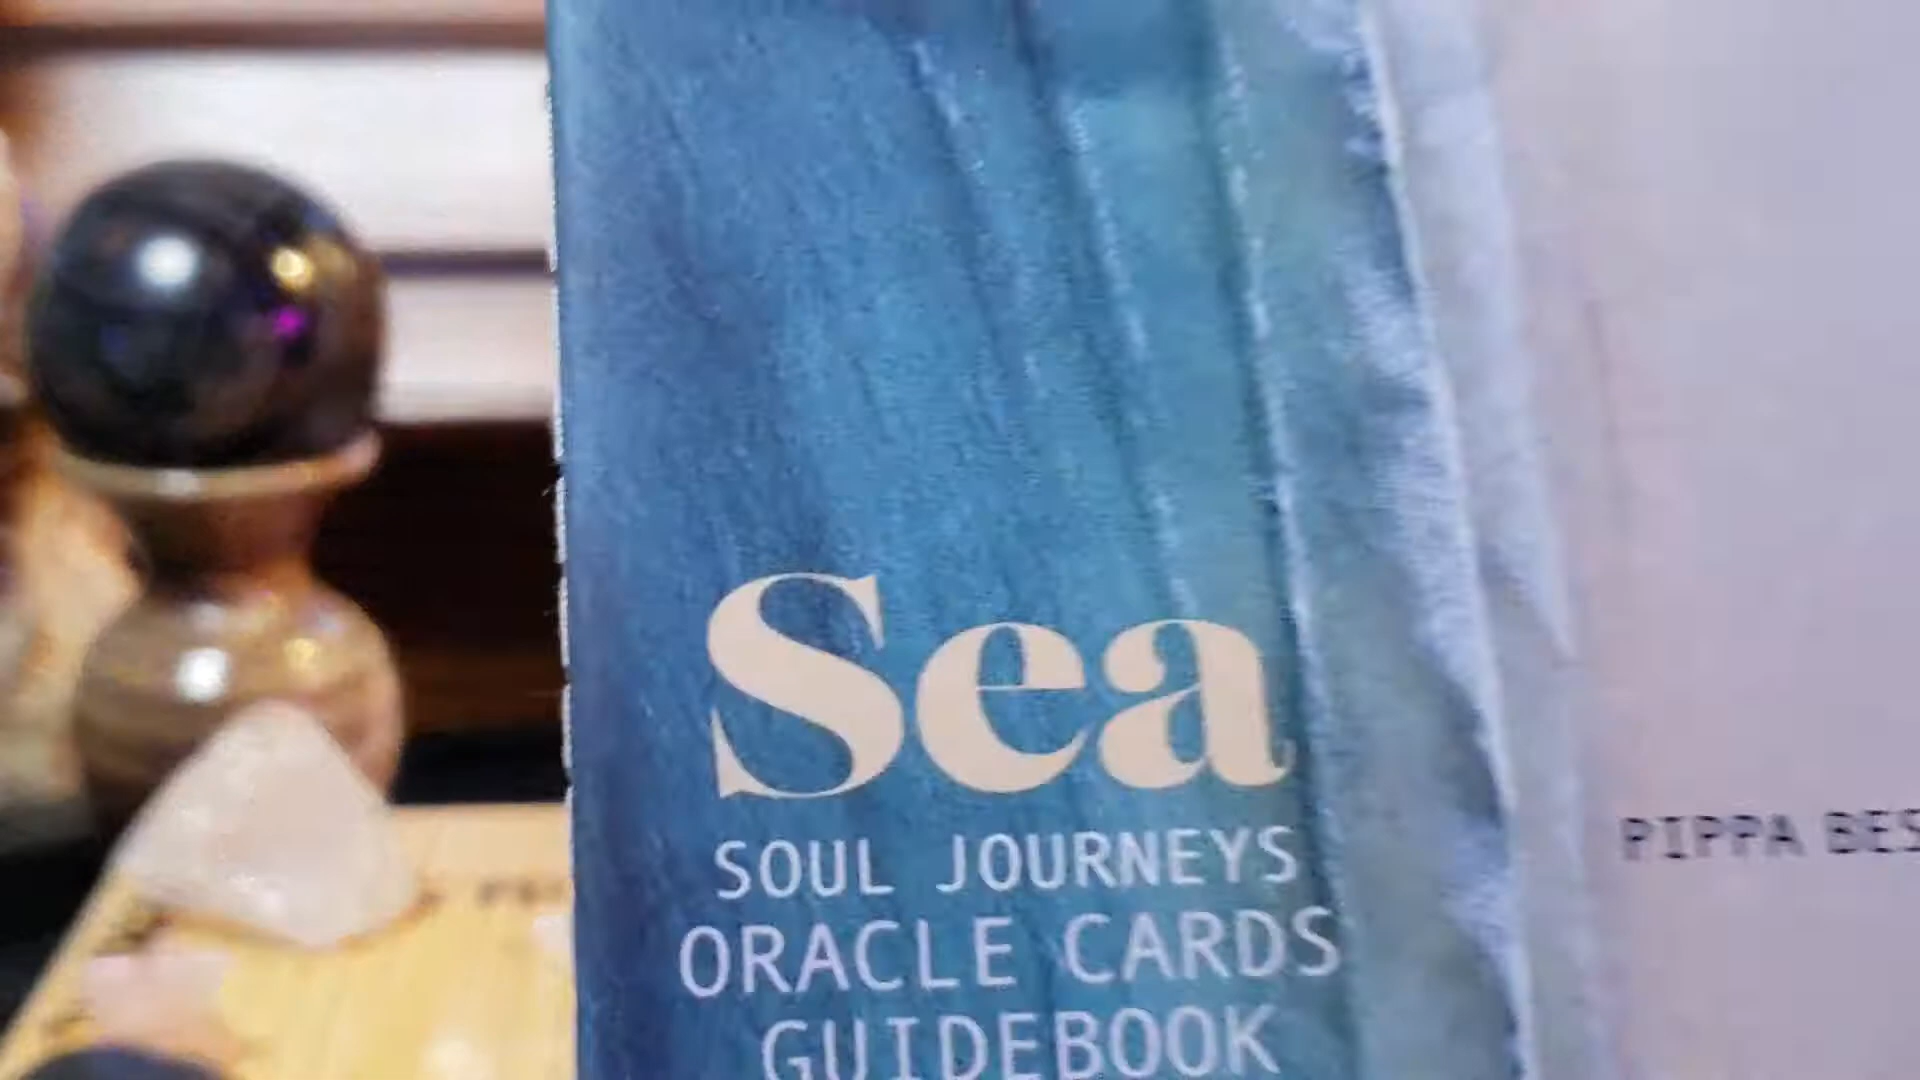 Sea
SOUL JOURNEYS
ORACLE CARDS
GUIDEBOOK
PIPPA BES